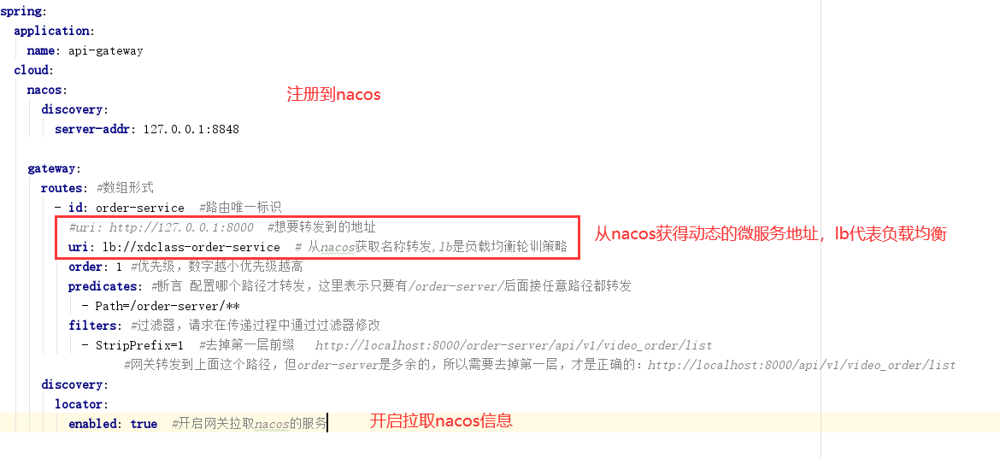 spring:
application:
name: api-gateway
cloud:
nacos:
注册到nacos
discovery:
server-addr: 127.0.0.1:8848
gateway:
routes: #数组形式
- id: order-service #路由唯一标识
#uri: http://127.0.0.1:8000 #想要转发到的地址
从nacos获得动态的微服务地址，lb代表负载均衡
uri: lb://xdclass-order-service # 从nacos获取名称转发,lb是负载均衡轮训策略
order: 1 #优先级，数字越小优先级越高
predicates: #断言 配置哪个路径才转发，这里表示只要有/order-server/后面接任意路径都转发
- Path=/order-server/**
filters: #过滤器，请求在传递过程中通过过滤器修改
- StripPrefix=1 #去掉第一层前缀 http://localhost:8000/order-server/api/v1/video_order/list
#网关转发到上面这个路径，但order-server是多余的，所以需要去掉第一层，才是正确的：http://localhost:8000/api/v1/video_order/list
discovery:
locator:
enabled: true #开启网关拉取nacos的服务 开启拉取nacos信息